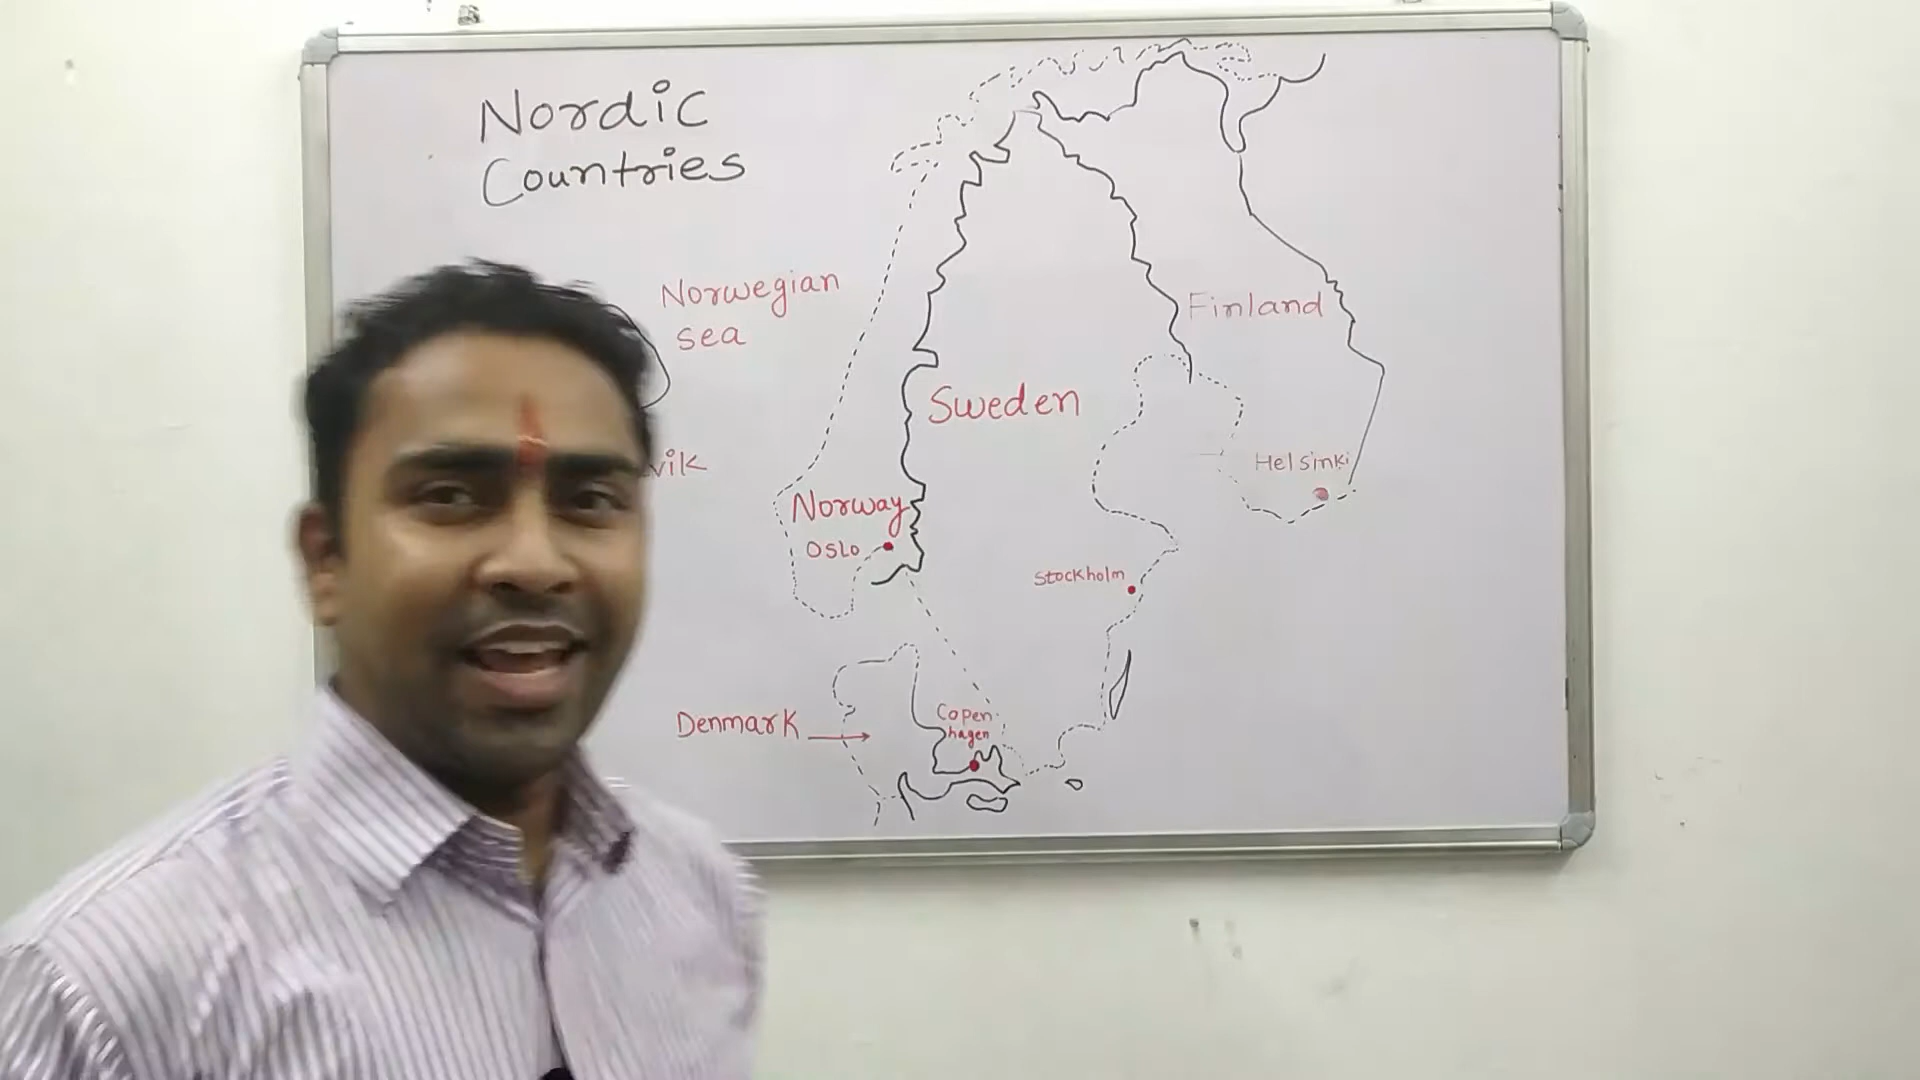 Nordic
Countries
Norwegian
sea
Finland
Sweden
vik
Helsinki
Norway
OSLO
Stockholm
Denmark
Copen
hagen